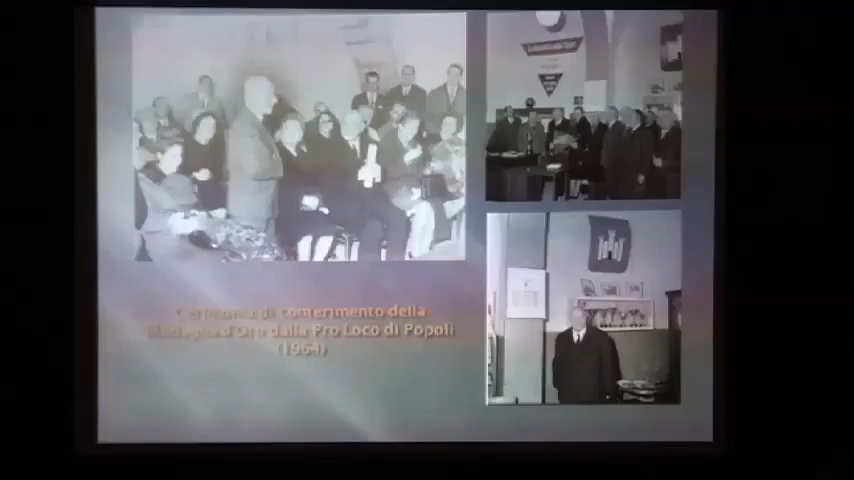 Cerimonia di conferimento della
Medaglia d'Oro dalla Pro Loco di Popoli
(1964)